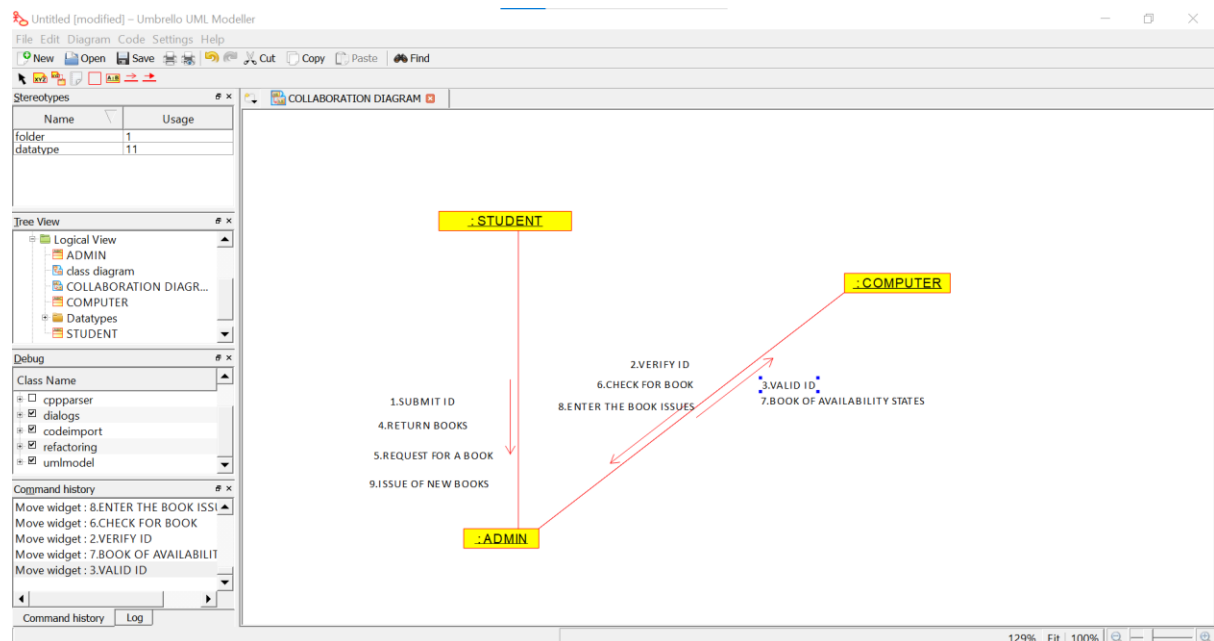 Untitled [modified] – Umbrello UML Modeller
File Edit Diagram Code Settings Help
New Open Save Cut Copy Paste Find
Stereotypes
Name Usage
folder 1
datatype 11
Tree View
Logical View
ADMIN
class diagram
COLLABORATION DIAGR...
COMPUTER
Datatypes
STUDENT
Debug
Class Name
cppparser
dialogs
codeimport
refactoring
umlmodel
Command history
Move widget : 8.ENTER THE BOOK ISSU
Move widget : 6.CHECK FOR BOOK
Move widget : 2.VERIFY ID
Move widget : 7.BOOK OF AVAILABILIT
Move widget : 3.VALID ID
Command history Log
COLLABORATION DIAGRAM
: STUDENT
:COMPUTER
2.VERIFY ID
6.CHECK FOR BOOK
8.ENTER THE BOOK ISSUES
3.VALID ID
7.BOOK OF AVAILABILITY STATES
1.SUBMIT ID
4.RETURN BOOKS
5.REQUEST FOR A BOOK
9.ISSUE OF NEW BOOKS
:ADMIN
129% Fit 100%